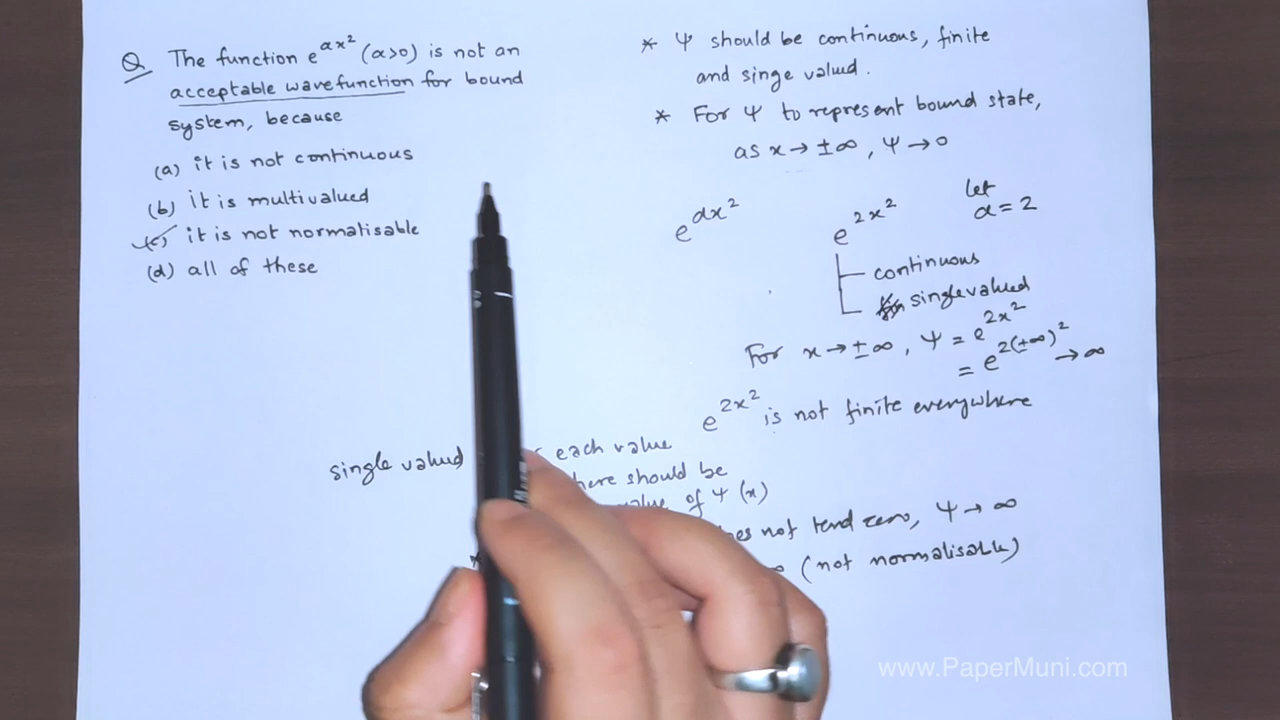 Q The function e^αx² (α>0) is not an
acceptable wavefunction for bound
system, because
(a) it is not continuous
(b) it is multivalued
(c) it is not normalisable
(d) all of these
* Ψ should be continuous, finite
and singe valued.
* For Ψ to represent bound state,
as x→±∞, Ψ→0
e^αx²
e^2x²
let
α=2
continuous
singlevalued
For x→±∞, Ψ = e^2x²
= e^2(±∞)² →∞
e^2x² is not finite everywhere
single valued each value
here should be
value of Ψ (x)
not tend zero, Ψ→∞
(not normalisable)
www.PaperMuni.com